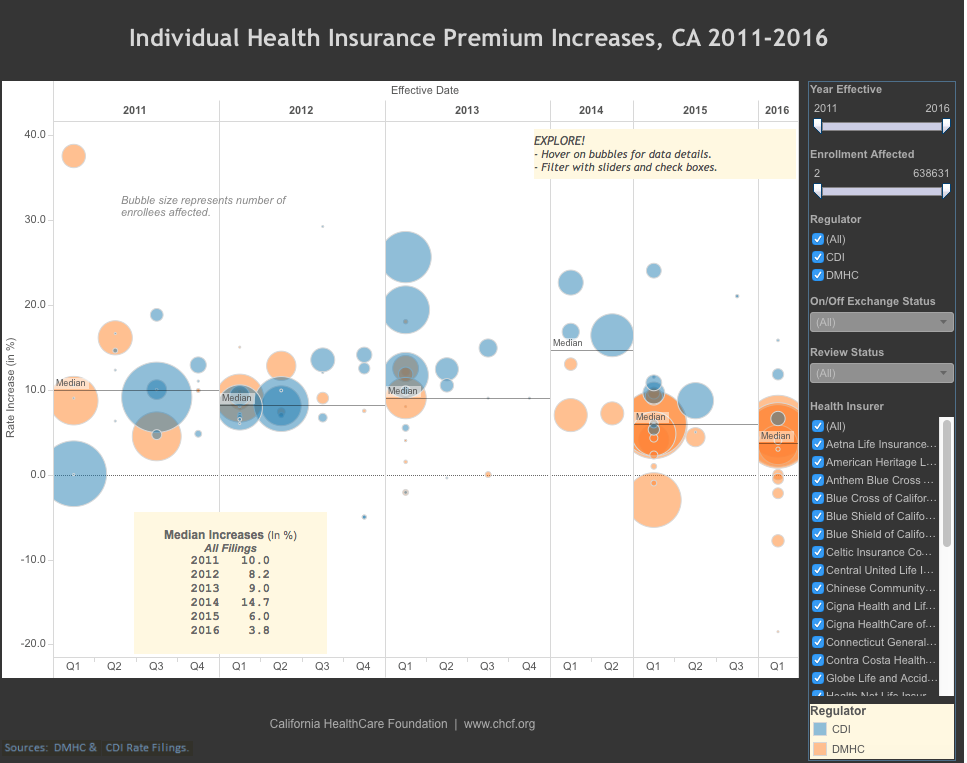 Individual Health Insurance Premium Increases, CA 2011-2016
Effective Date
2011 2012 2013 2014 2015 2016
40.0
30.0
20.0
10.0
0.0
-10.0
-20.0
Rate Increase (in %)
EXPLORE!
- Hover on bubbles for data details.
- Filter with sliders and check boxes.
Bubble size represents number of
enrollees affected.
Median
Median
Median
Median
Median
Median
Median Increases (In %)
All Filings
2011 10.0
2012 8.2
2013 9.0
2014 14.7
2015 6.0
2016 3.8
Q1 Q2 Q3 Q4 Q1 Q2 Q3 Q4 Q1 Q2 Q3 Q4 Q1 Q2 Q1 Q2 Q3 Q1
Year Effective
2011 2016
Enrollment Affected
2 638631
Regulator
(All)
CDI
DMHC
On/Off Exchange Status
(All)
Review Status
(All)
Health Insurer
(All)
Aetna Life Insurance...
American Heritage L...
Anthem Blue Cross ...
Blue Cross of Califor...
Blue Shield of Califo...
Blue Shield of Califo...
Celtic Insurance Co...
Central United Life I...
Chinese Community...
Cigna Health and Lif...
Cigna HealthCare of...
Connecticut General...
Contra Costa Health...
Globe Life and Accid...
Health Net Life Insur...
Regulator
CDI
DMHC
California HealthCare Foundation | www.chcf.org
Sources: DMHC & CDI Rate Filings.